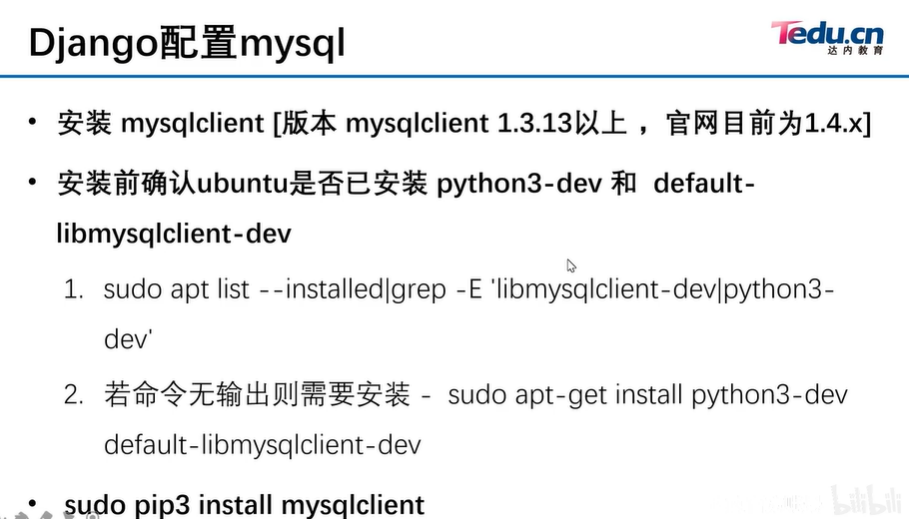 Django配置mysql
Tedu.cn
达内教育
• 安装 mysqlclient [版本 mysqlclient 1.3.13以上 ，官网目前为1.4.x]
• 安装前确认ubuntu是否已安装 python3-dev 和 default-
libmysqlclient-dev
1. sudo apt list --installed|grep -E 'libmysqlclient-dev|python3-
dev'
2. 若命令无输出则需要安装 - sudo apt-get install python3-dev
default-libmysqlclient-dev
• sudo pip3 install mysqlclient
bilibili